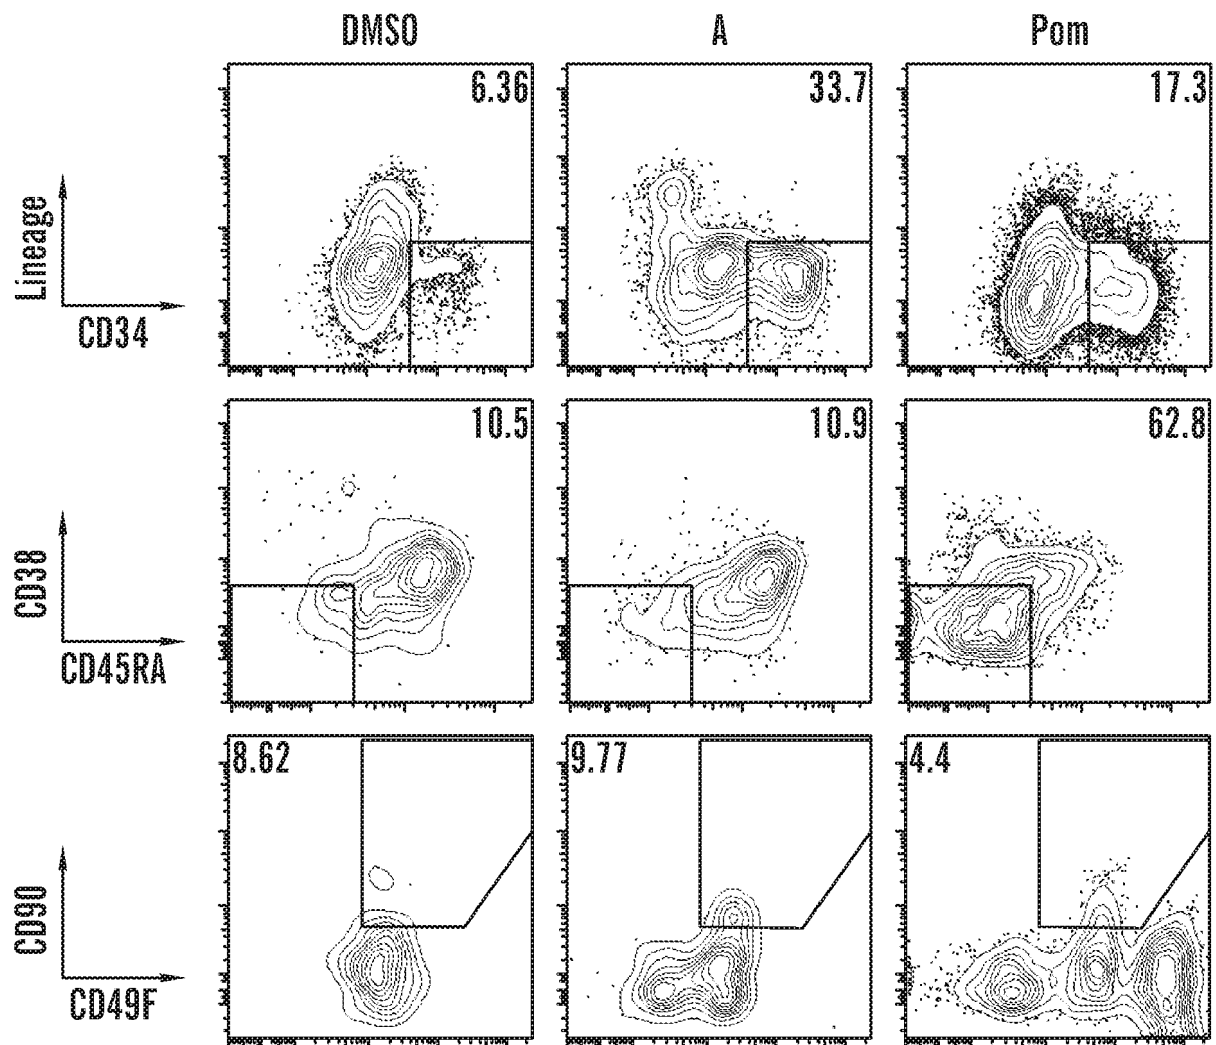 DMSO A Pom
6.36 33.7 17.3
Lineage
CD34
10.5 10.9 62.8
CD38
CD45RA
8.62 9.77 4.4
CD90
CD49F